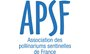 APSF
Association des
pollinariums sentinelles
de France